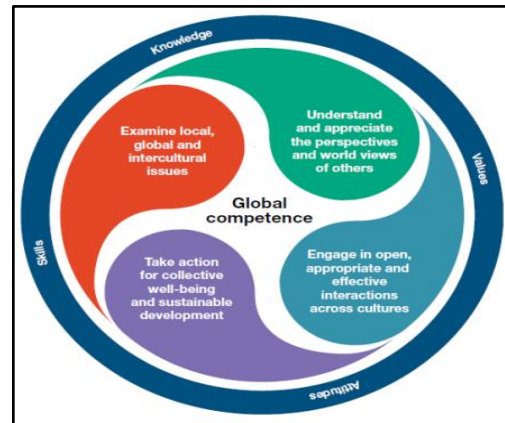 Knowledge
Examine local,
global and
intercultural
issues
Understand
and appreciate
the perspectives
and world views
of others
Values
Global
competence
Skills
Take action
for collective
well-being
and sustainable
development
Engage in open,
appropriate and
effective
interactions
across cultures
Attitudes